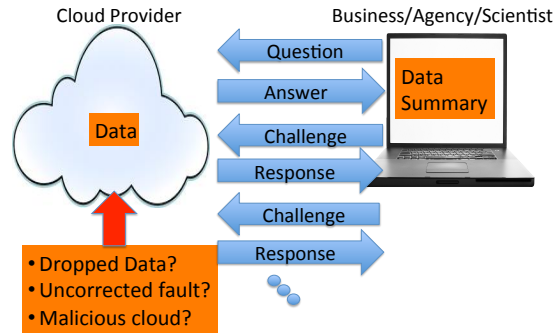 Cloud Provider
Business/Agency/Scientist
Question
Answer
Data
Data
Summary
Challenge
Response
Challenge
Response
• Dropped Data?
• Uncorrected fault?
• Malicious cloud?